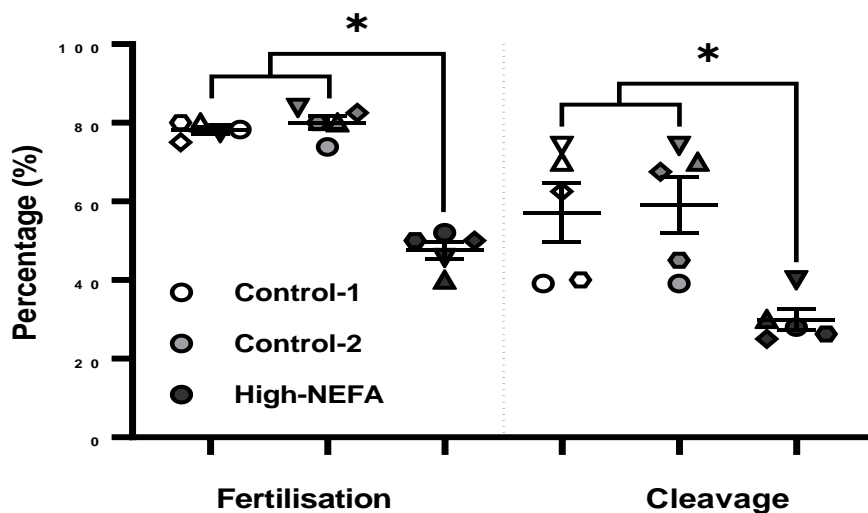 *
*
100
80
60
40
20
0
Percentage (%)
Control-1
Control-2
High-NEFA
Fertilisation
Cleavage